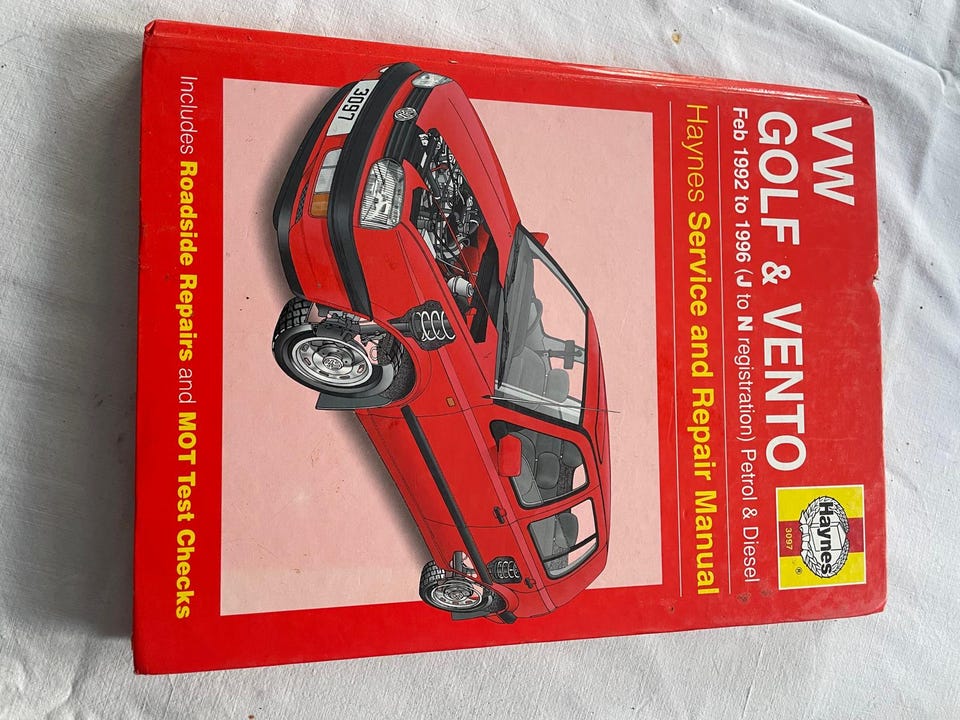 VW
GOLF & VENTO
Feb 1992 to 1996 (J to N registration) Petrol & Diesel
Haynes
3097
®
Haynes Service and Repair Manual
3097
Includes Roadside Repairs and MOT Test Checks